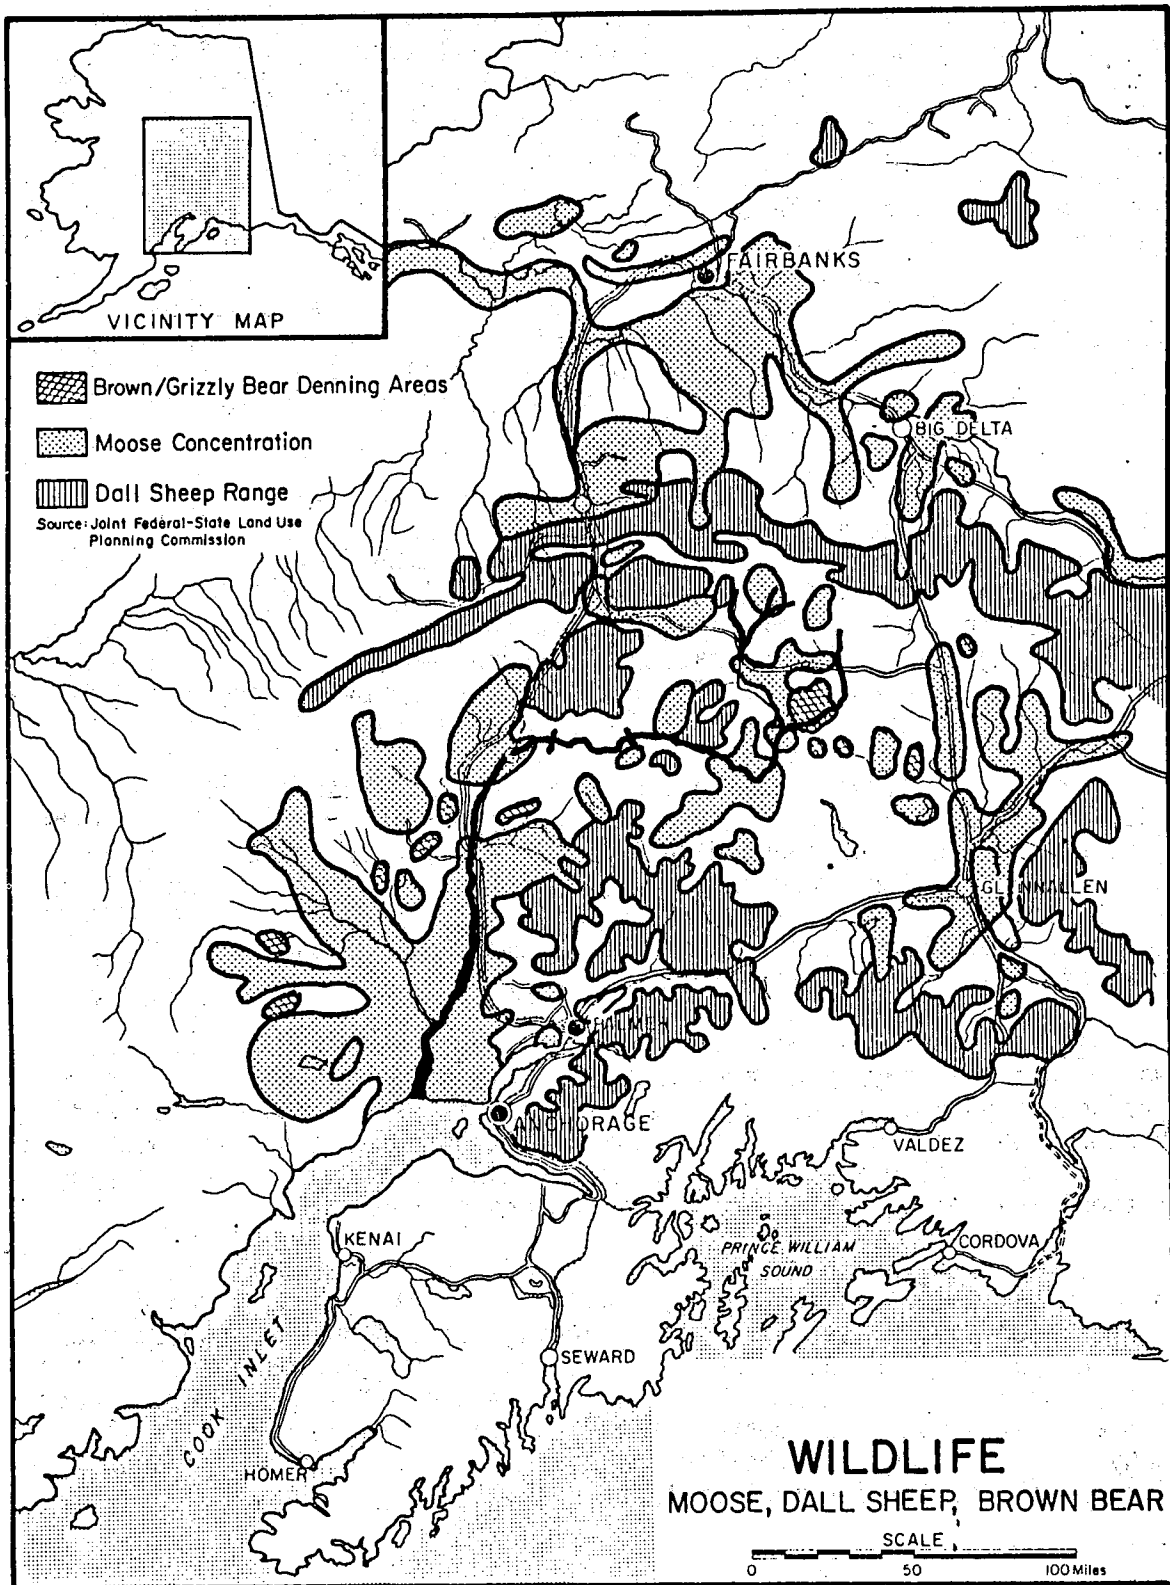 VICINITY MAP
Brown/Grizzly Bear Denning Areas
Moose Concentration
Dall Sheep Range
Source: Joint Federal-State Land Use
Planning Commission
FAIRBANKS
BIG DELTA
GLENNALLEN
PALMER
ANCHORAGE
VALDEZ
KENAI
PRINCE WILLIAM
SOUND
CORDOVA
COOK INLET
SEWARD
HOMER
WILDLIFE
MOOSE, DALL SHEEP, BROWN BEAR
SCALE
0 50 100 Miles